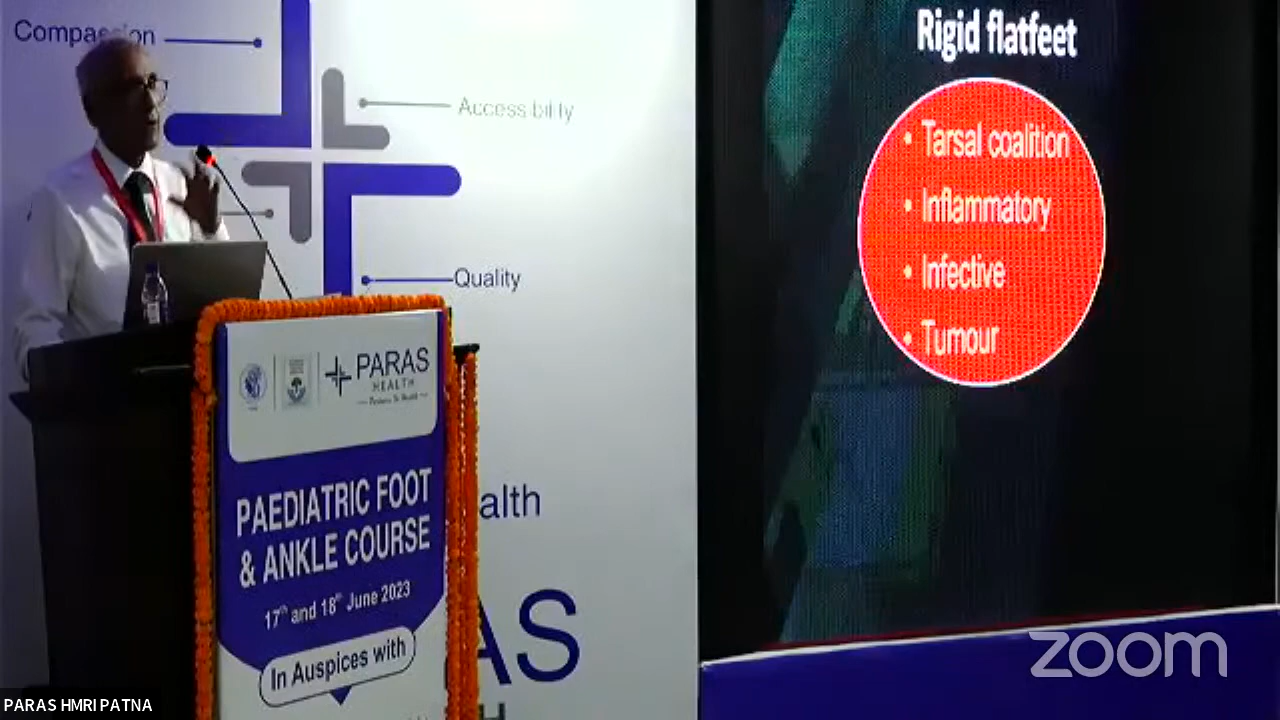 Compassion
Accessibility
Quality
alth
AS
H
PARAS
HEALTH
PAEDIATRIC FOOT
& ANKLE COURSE
17th and 18th June 2023
In Auspices with
Rigid flatfeet
• Tarsal coalition
• Inflammatory
• Infective
• Tumour
zoom
PARAS HMRI PATNA